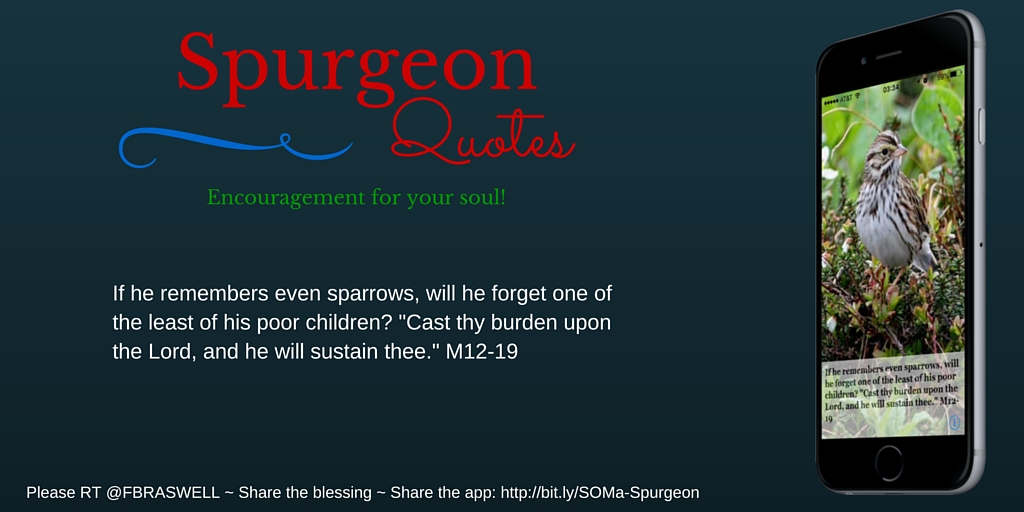 Spurgeon
Quotes
Encouragement for your soul!
If he remembers even sparrows, will he forget one of
the least of his poor children? "Cast thy burden upon
the Lord, and he will sustain thee." M12-19
Please RT @FBRASWELL ~ Share the blessing ~ Share the app: http://bit.ly/SOMa-Spurgeon
AT&T
03:34
If he remembers even sparrows, will
he forget one of the least of his poor
children? "Cast thy burden upon the
Lord, and he will sustain thee." M12-
19